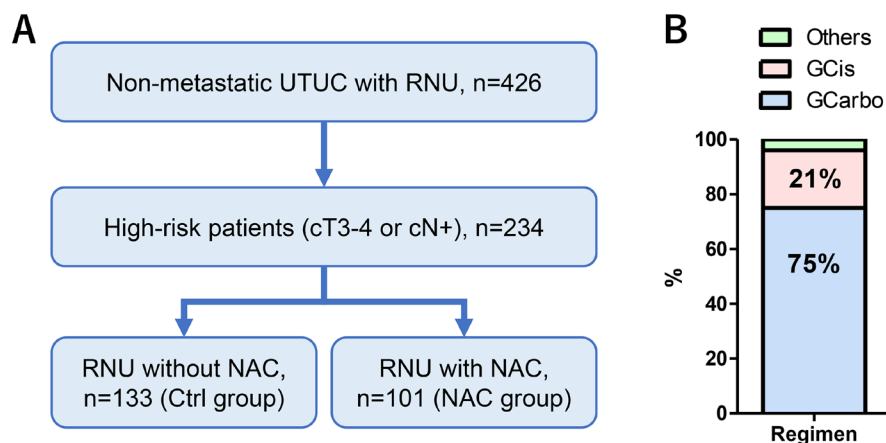 A
Non-metastatic UTUC with RNU, n=426
High-risk patients (cT3-4 or cN+), n=234
RNU without NAC,
n=133 (Ctrl group)
RNU with NAC,
n=101 (NAC group)
B
Others
GCis
GCarbo
100
80
60
40
20
0
%
21%
75%
Regimen